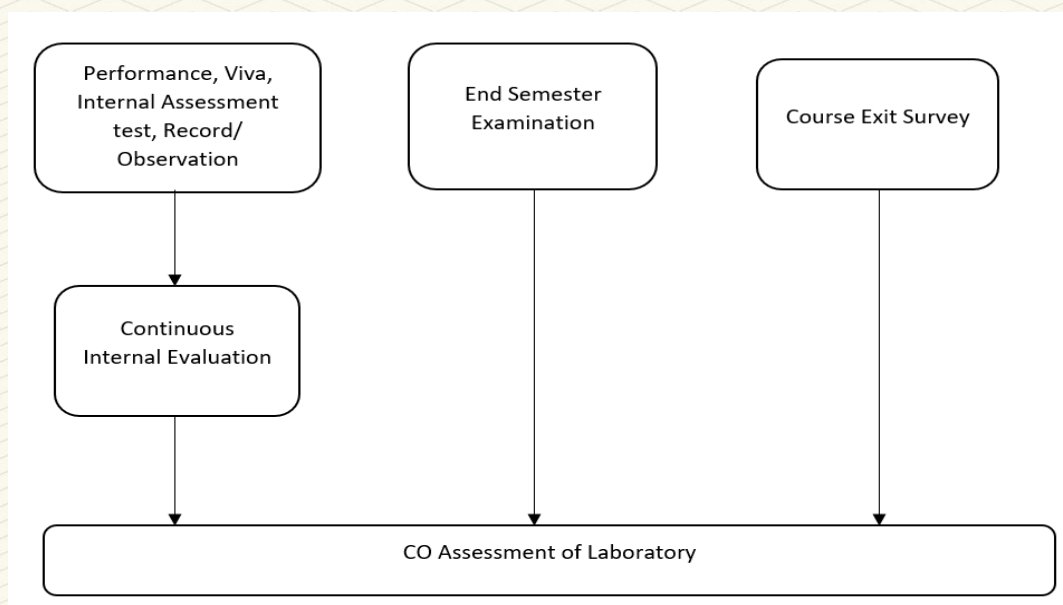 Performance, Viva,
Internal Assessment
test, Record/
Observation
End Semester
Examination
Course Exit Survey
Continuous
Internal Evaluation
CO Assessment of Laboratory